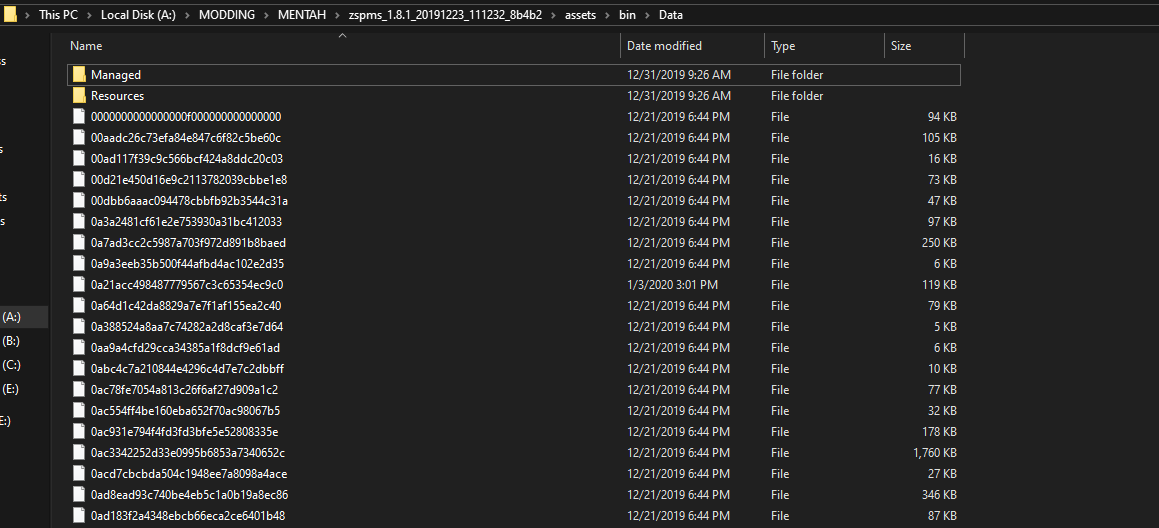 This PC > Local Disk (A:) > MODDING > MENTAH > zspms_1.8.1_20191223_111232_8b4b2 > assets > bin > Data
Name Date modified Type Size
Managed 12/31/2019 9:26 AM File folder
Resources 12/31/2019 9:26 AM File folder
0000000000000000f000000000000000 12/21/2019 6:44 PM File 94 KB
00aadc26c73efa84e847c6f82c5be60c 12/21/2019 6:44 PM File 105 KB
00ad117f39c9c566bcf424a8ddc20c03 12/21/2019 6:44 PM File 16 KB
00d21e450d16e9c2113782039cbbe1e8 12/21/2019 6:44 PM File 73 KB
00dbb6aaac094478cbbfb92b3544c31a 12/21/2019 6:44 PM File 47 KB
0a3a2481cf61e2e753930a31bc412033 12/21/2019 6:44 PM File 97 KB
0a7ad3cc2c5987a703f972d891b8baed 12/21/2019 6:44 PM File 250 KB
0a9a3eeb35b500f44afbd4ac102e2d35 12/21/2019 6:44 PM File 6 KB
0a21acc498487779567c3c65354ec9c0 1/3/2020 3:01 PM File 119 KB
0a64d1c42da8829a7e7f1af155ea2c40 12/21/2019 6:44 PM File 79 KB
0a388524a8aa7c74282a2d8caf3e7d64 12/21/2019 6:44 PM File 5 KB
0aa9a4cfd29cca34385a1f8dcf9e61ad 12/21/2019 6:44 PM File 6 KB
0abc4c7a210844e4296c4d7e7c2dbbff 12/21/2019 6:44 PM File 10 KB
0ac78fe7054a813c26f6af27d909a1c2 12/21/2019 6:44 PM File 77 KB
0ac554ff4be160eba652f70ac98067b5 12/21/2019 6:44 PM File 32 KB
0ac931e794f4fd3fd3bfe5e52808335e 12/21/2019 6:44 PM File 178 KB
0ac3342252d33e0995b6853a7340652c 12/21/2019 6:44 PM File 1,760 KB
0acd7cbcbda504c1948ee7a8098a4ace 12/21/2019 6:44 PM File 27 KB
0ad8ead93c740be4eb5c1a0b19a8ec86 12/21/2019 6:44 PM File 346 KB
0ad183f2a4348ebcb66eca2ce6401b48 12/21/2019 6:44 PM File 87 KB
(A:)
(B:)
(C:)
(E:)
E:)